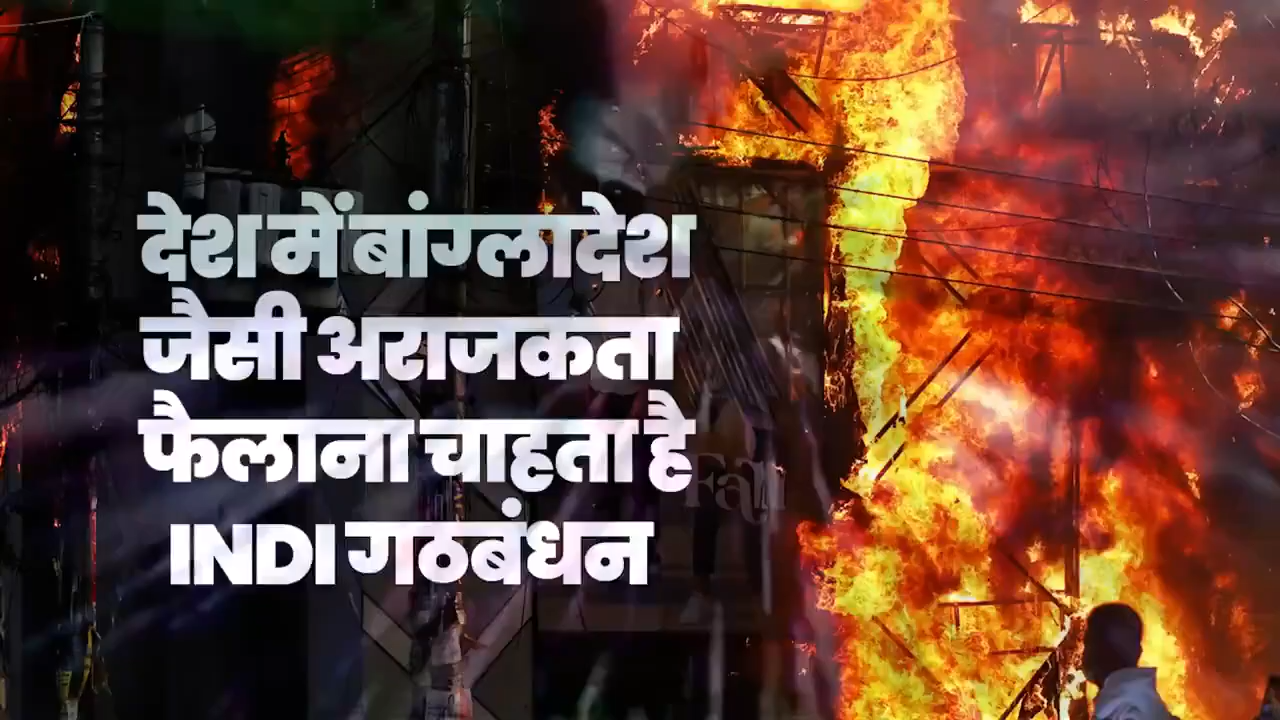 देश में बांग्लादेश
जैसी अराजकता
फैलाना चाहता है
INDI गठबंधन